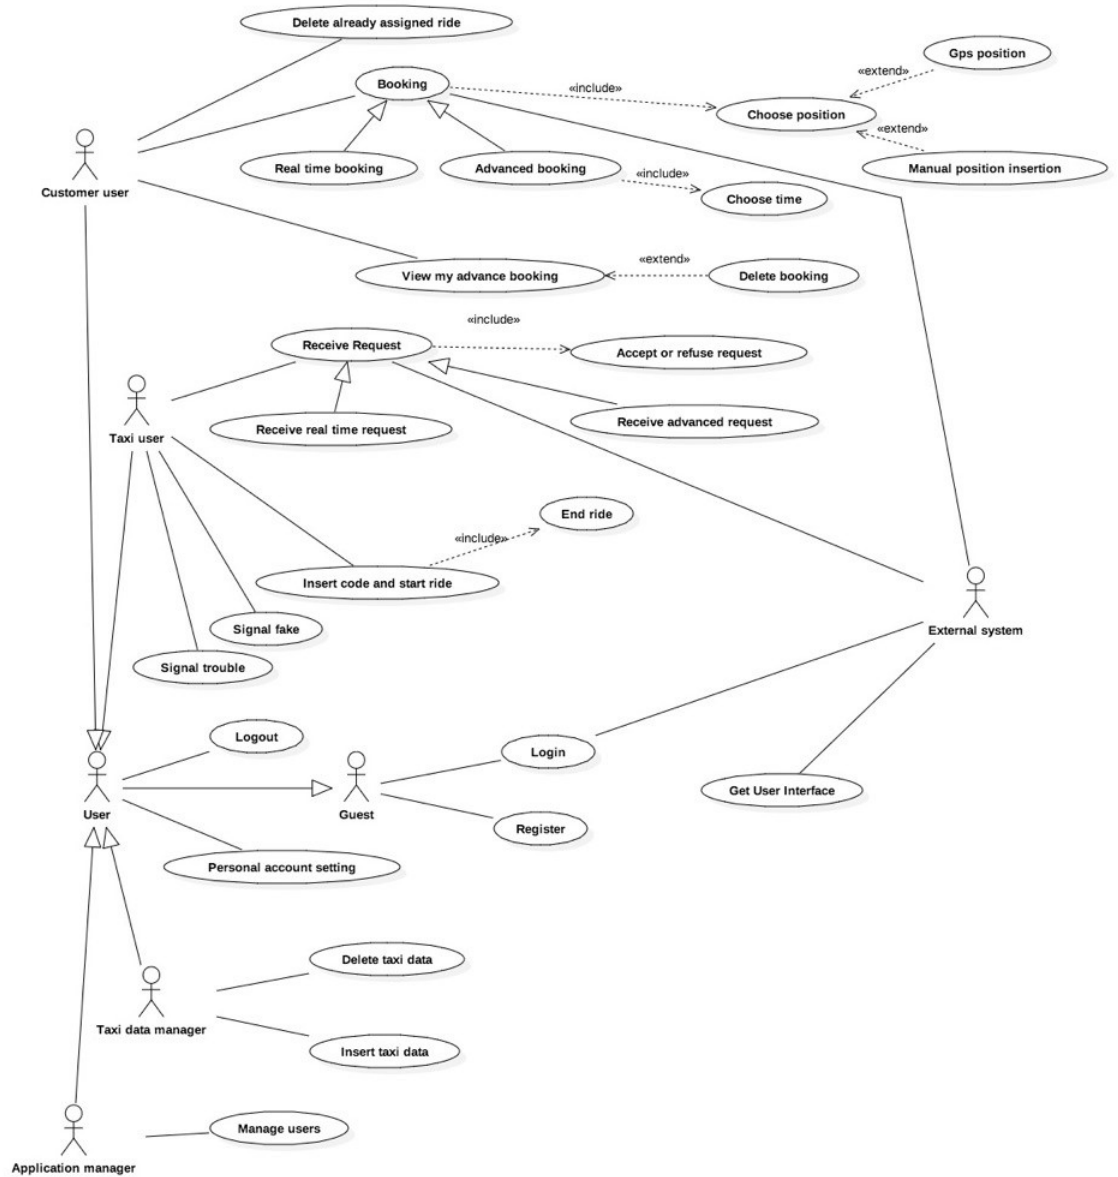 Delete already assigned ride
Gps position
«extend»
Booking
«include»
Choose position
«extend»
Real time booking
Advanced booking
Manual position insertion
«include»
Customer user
Choose time
«extend»
View my advance booking
Delete booking
«include»
Receive Request
Accept or refuse request
Receive advanced request
Receive real time request
Taxi user
End ride
«include»
Insert code and start ride
Signal fake
External system
Signal trouble
Logout
Login
Get User Interface
User
Guest
Register
Personal account setting
Delete taxi data
Taxi data manager
Insert taxi data
Manage users
Application manager